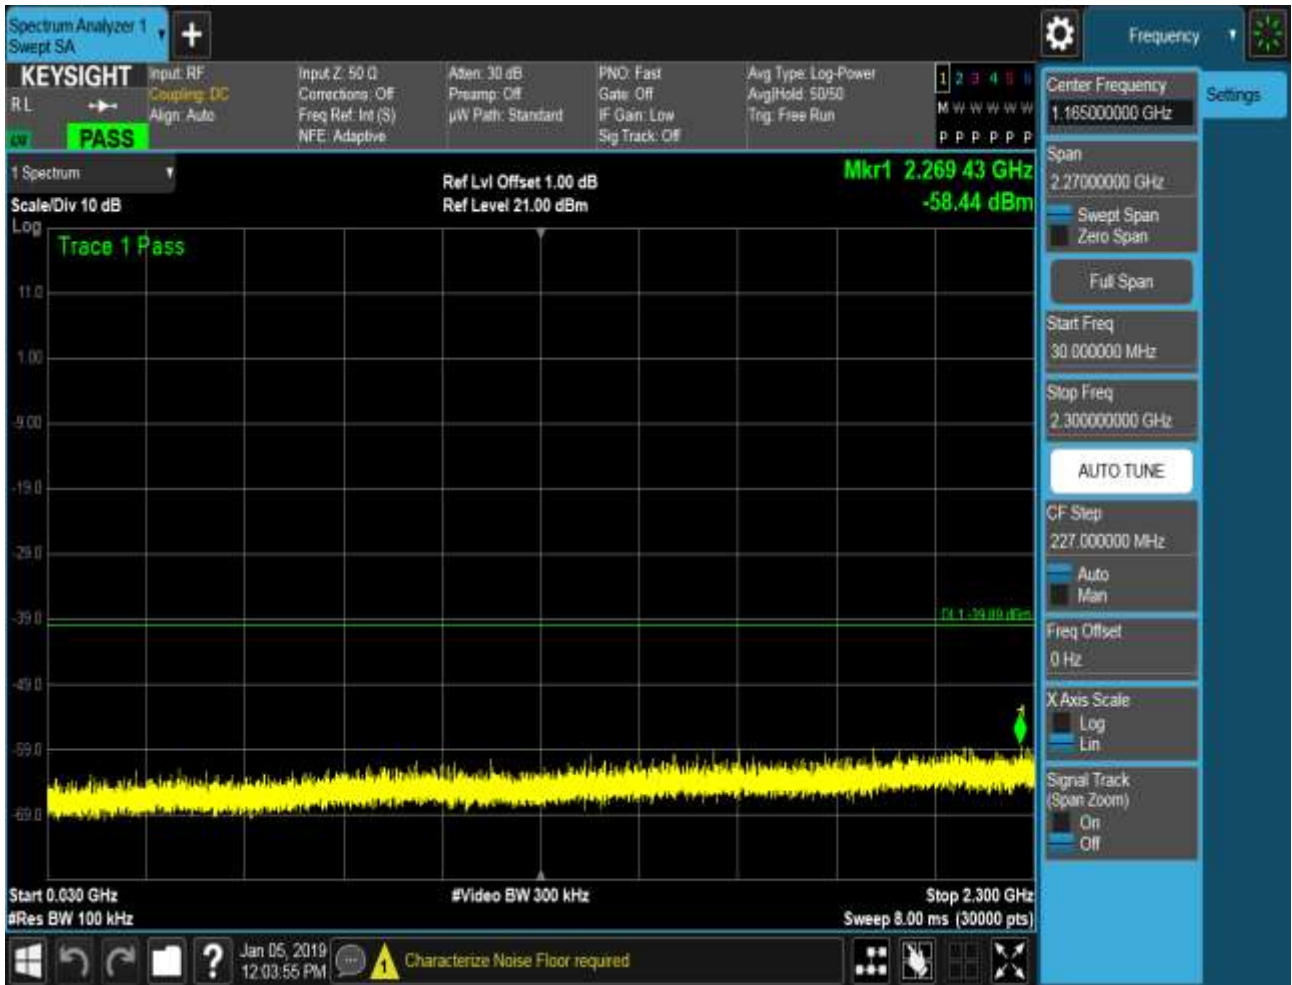 Spectrum Analyzer 1
Swept SA
+
Frequency
KEYSIGHT
RL
PASS
Input: RF
Coupling: DC
Align: Auto
Input Z: 50 Ω
Corrections: Off
Freq Ref: Int (S)
NFE: Adaptive
Atten: 30 dB
Preamp: Off
µW Path: Standard
PNO: Fast
Gate: Off
IF Gain: Low
Sig Track: Off
Avg Type: Log-Power
Avg|Hold: 50/50
Trig: Free Run
1 2 3 4 5 6
M W W W W W
P P P P P P
1 Spectrum
Scale/Div 10 dB
Log
Ref Lvl Offset 1.00 dB
Ref Level 21.00 dBm
Mkr1 2.269 43 GHz
-58.44 dBm
Trace 1 Pass
11.0
1.00
-9.00
-19.0
-29.0
-39.0
DL1 -39.89 dBm
-49.0
-59.0
-69.0
1
Start 0.030 GHz
#Video BW 300 kHz
Stop 2.300 GHz
#Res BW 100 kHz
Sweep 8.00 ms (30000 pts)
Center Frequency
1.165000000 GHz
Settings
Span
2.27000000 GHz
Swept Span
Zero Span
Full Span
Start Freq
30.000000 MHz
Stop Freq
2.300000000 GHz
AUTO TUNE
CF Step
227.000000 MHz
Auto
Man
Freq Offset
0 Hz
X Axis Scale
Log
Lin
Signal Track
(Span Zoom)
On
Off
?
Jan 05, 2019
12:03:55 PM
1
Characterize Noise Floor required